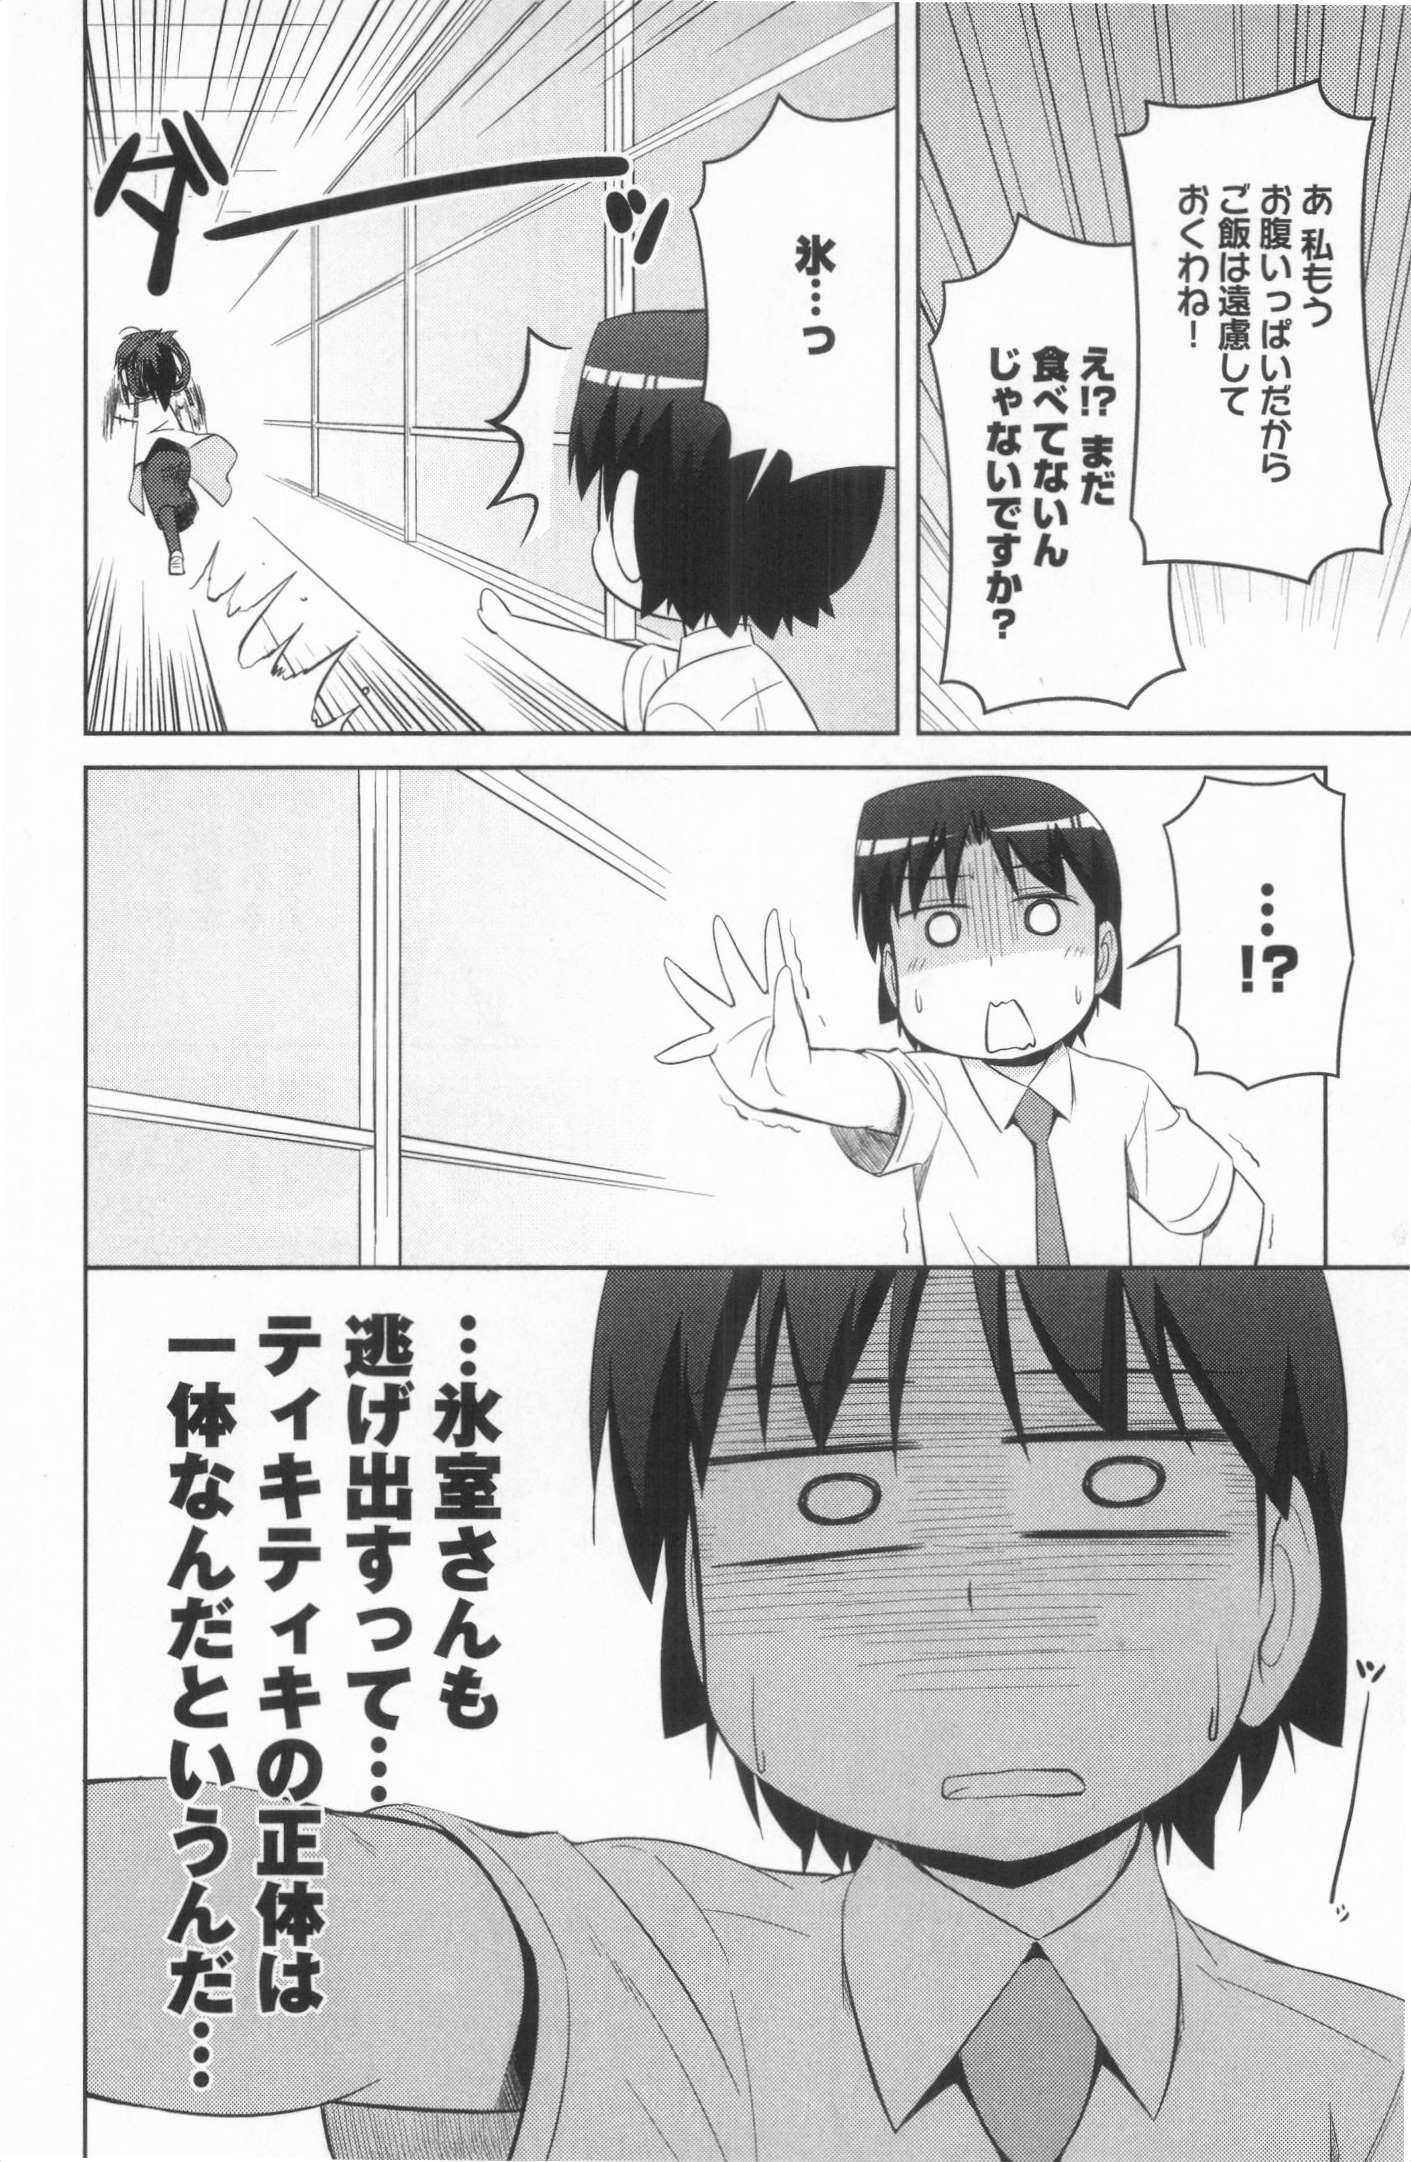 あ 私もう
お腹いっぱいだから
ご飯は遠慮して
おくわね！
え!? まだ
食べてないん
じゃないですか？
氷…っ
ダーッ
…!?
…氷室さんも
逃げ出すって…
ティキティキの正体は
一体なんだというんだ…